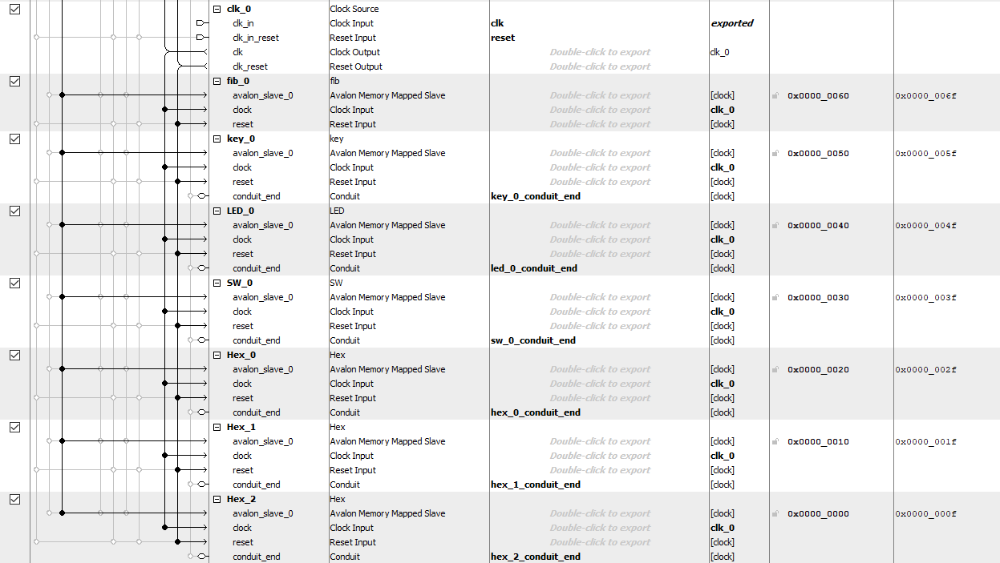 clk_0 Clock Source
clk_in Clock Input clk exported
clk_in_reset Reset Input reset
clk Clock Output Double-click to export clk_0
clk_reset Reset Output Double-click to export
fib_0 fib
avalon_slave_0 Avalon Memory Mapped Slave Double-click to export [clock] 0x0000_0060 0x0000_006f
clock Clock Input Double-click to export clk_0
reset Reset Input Double-click to export [clock]
key_0 key
avalon_slave_0 Avalon Memory Mapped Slave Double-click to export [clock] 0x0000_0050 0x0000_005f
clock Clock Input Double-click to export clk_0
reset Reset Input Double-click to export [clock]
conduit_end Conduit key_0_conduit_end [clock]
LED_0 LED
avalon_slave_0 Avalon Memory Mapped Slave Double-click to export [clock] 0x0000_0040 0x0000_004f
clock Clock Input Double-click to export clk_0
reset Reset Input Double-click to export [clock]
conduit_end Conduit led_0_conduit_end [clock]
SW_0 SW
avalon_slave_0 Avalon Memory Mapped Slave Double-click to export [clock] 0x0000_0030 0x0000_003f
clock Clock Input Double-click to export clk_0
reset Reset Input Double-click to export [clock]
conduit_end Conduit sw_0_conduit_end [clock]
Hex_0 Hex
avalon_slave_0 Avalon Memory Mapped Slave Double-click to export [clock] 0x0000_0020 0x0000_002f
clock Clock Input Double-click to export clk_0
reset Reset Input Double-click to export [clock]
conduit_end Conduit hex_0_conduit_end [clock]
Hex_1 Hex
avalon_slave_0 Avalon Memory Mapped Slave Double-click to export [clock] 0x0000_0010 0x0000_001f
clock Clock Input Double-click to export clk_0
reset Reset Input Double-click to export [clock]
conduit_end Conduit hex_1_conduit_end [clock]
Hex_2 Hex
avalon_slave_0 Avalon Memory Mapped Slave Double-click to export [clock] 0x0000_0000 0x0000_000f
clock Clock Input Double-click to export clk_0
reset Reset Input Double-click to export [clock]
conduit_end Conduit hex_2_conduit_end [clock]